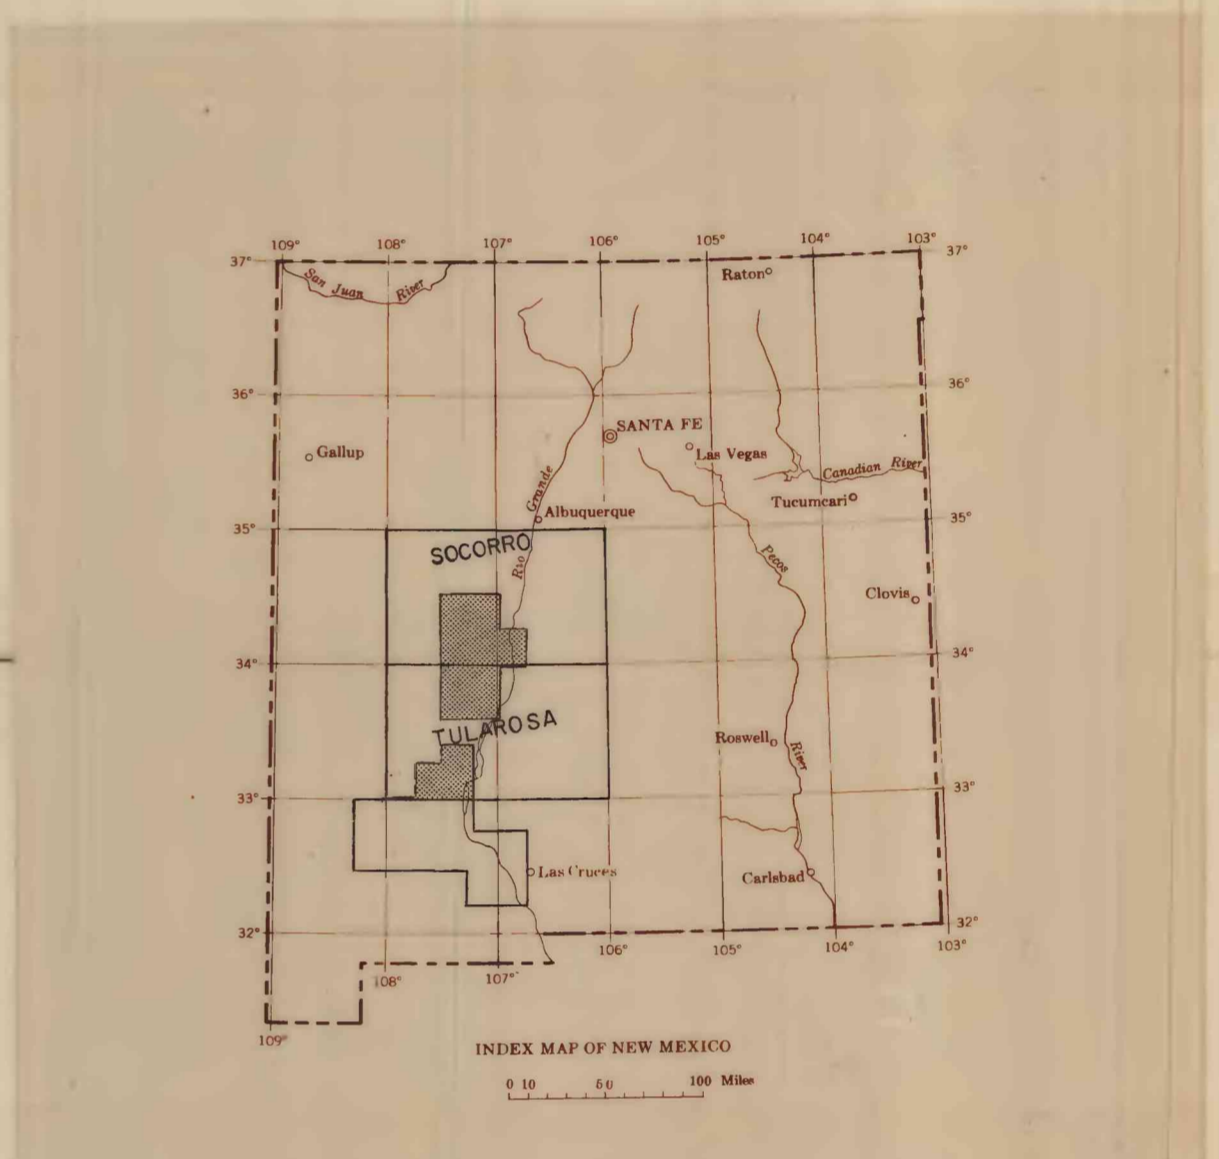 109° 108° 107° 106° 105° 104° 103°
37° 37°
Raton
San Juan River
36° 36°
SANTA FE
Gallup
Las Vegas
Canadian River
Rio Grande
Tucumcari
Albuquerque
35° 35°
SOCORRO
Pecos River
Clovis
34° 34°
TULAROSA
Roswell
33° 33°
Las Cruces
Carlsbad
32° 32°
106° 105° 104° 103°
108° 107°
109°
INDEX MAP OF NEW MEXICO
0 10 50 100 Miles